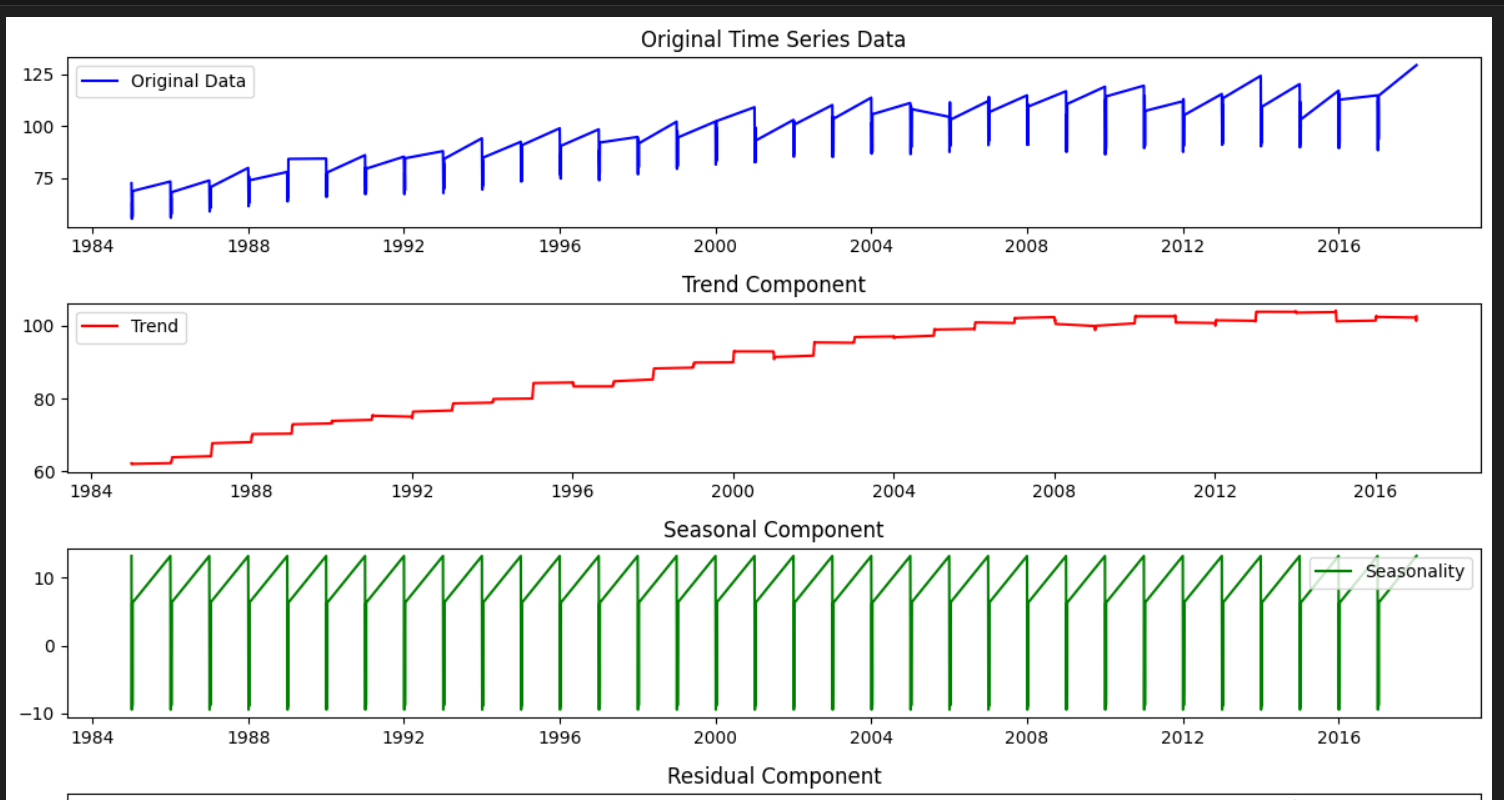 Original Time Series Data
125
100
75
Original Data
1984 1988 1992 1996 2000 2004 2008 2012 2016
Trend Component
100
80
60
Trend
1984 1988 1992 1996 2000 2004 2008 2012 2016
Seasonal Component
10
0
−10
Seasonality
1984 1988 1992 1996 2000 2004 2008 2012 2016
Residual Component